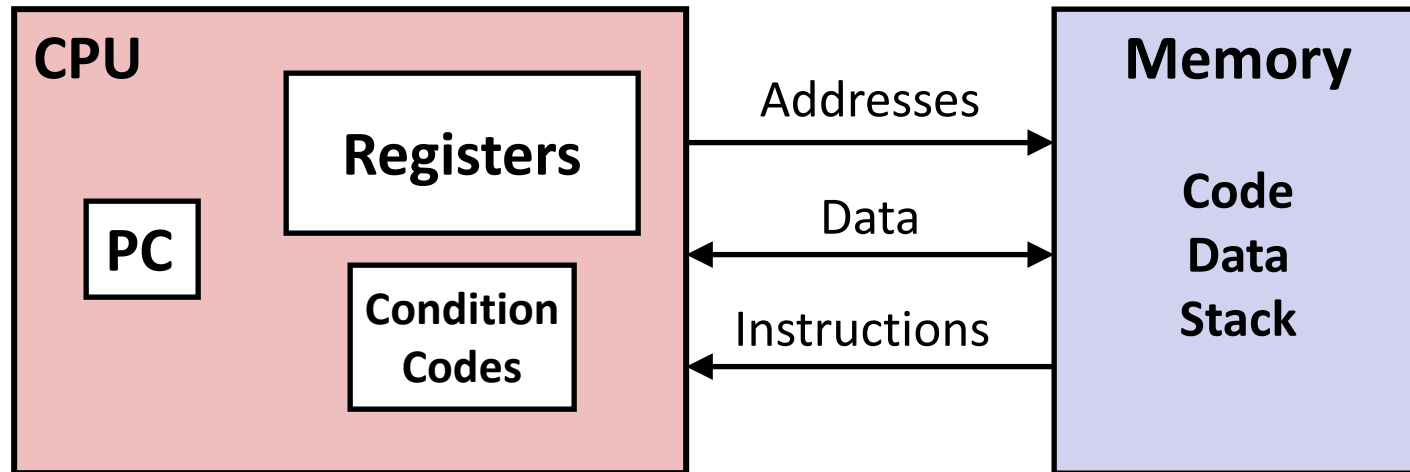 CPU
Registers
PC
Condition
Codes
Addresses
Data
Instructions
Memory
Code
Data
Stack